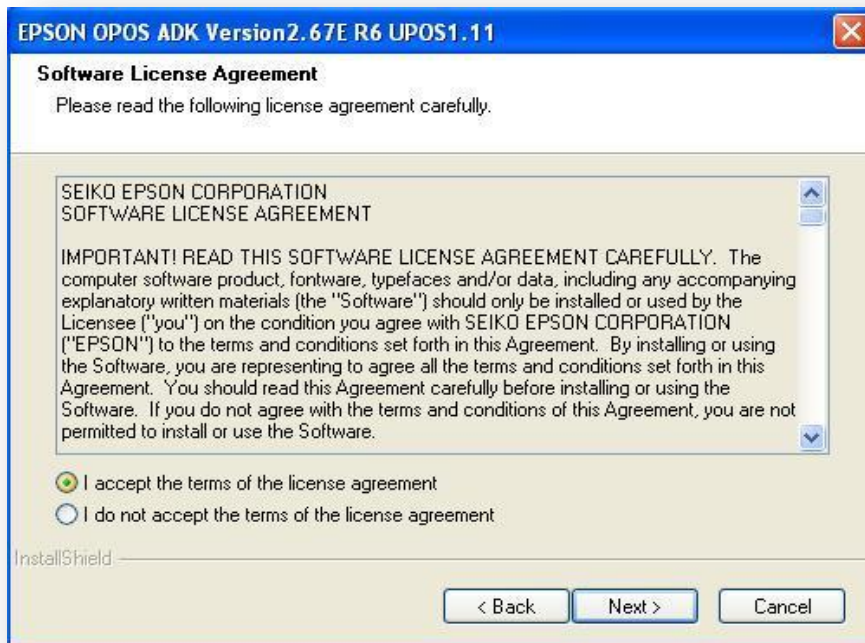 EPSON OPOS ADK Version2.67E R6 UPOS1.11
Software License Agreement
Please read the following license agreement carefully.
SEIKO EPSON CORPORATION
SOFTWARE LICENSE AGREEMENT
IMPORTANT! READ THIS SOFTWARE LICENSE AGREEMENT CAREFULLY.  The
computer software product, fontware, typefaces and/or data, including any accompanying
explanatory written materials (the "Software") should only be installed or used by the
Licensee ("you") on the condition you agree with SEIKO EPSON CORPORATION
("EPSON") to the terms and conditions set forth in this Agreement.  By installing or using
the Software, you are representing to agree all the terms and conditions set forth in this
Agreement.  You should read this Agreement carefully before installing or using the
Software.  If you do not agree with the terms and conditions of this Agreement, you are not
permitted to install or use the Software.
I accept the terms of the license agreement
I do not accept the terms of the license agreement
InstallShield
< Back
Next >
Cancel